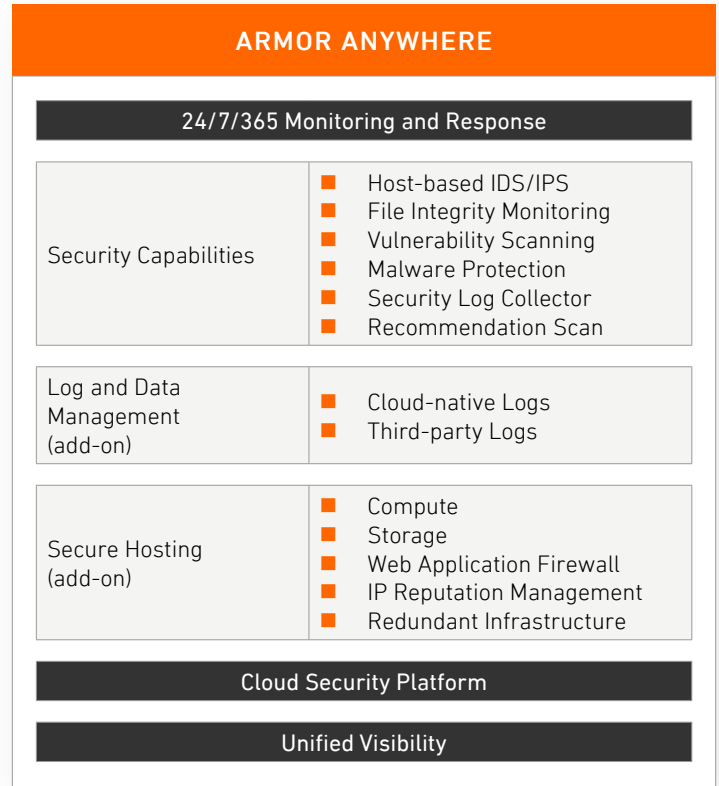 ARMOR ANYWHERE
24/7/365 Monitoring and Response
Security Capabilities
Host-based IDS/IPS
File Integrity Monitoring
Vulnerability Scanning
Malware Protection
Security Log Collector
Recommendation Scan
Log and Data
Management
(add-on)
Cloud-native Logs
Third-party Logs
Secure Hosting
(add-on)
Compute
Storage
Web Application Firewall
IP Reputation Management
Redundant Infrastructure
Cloud Security Platform
Unified Visibility